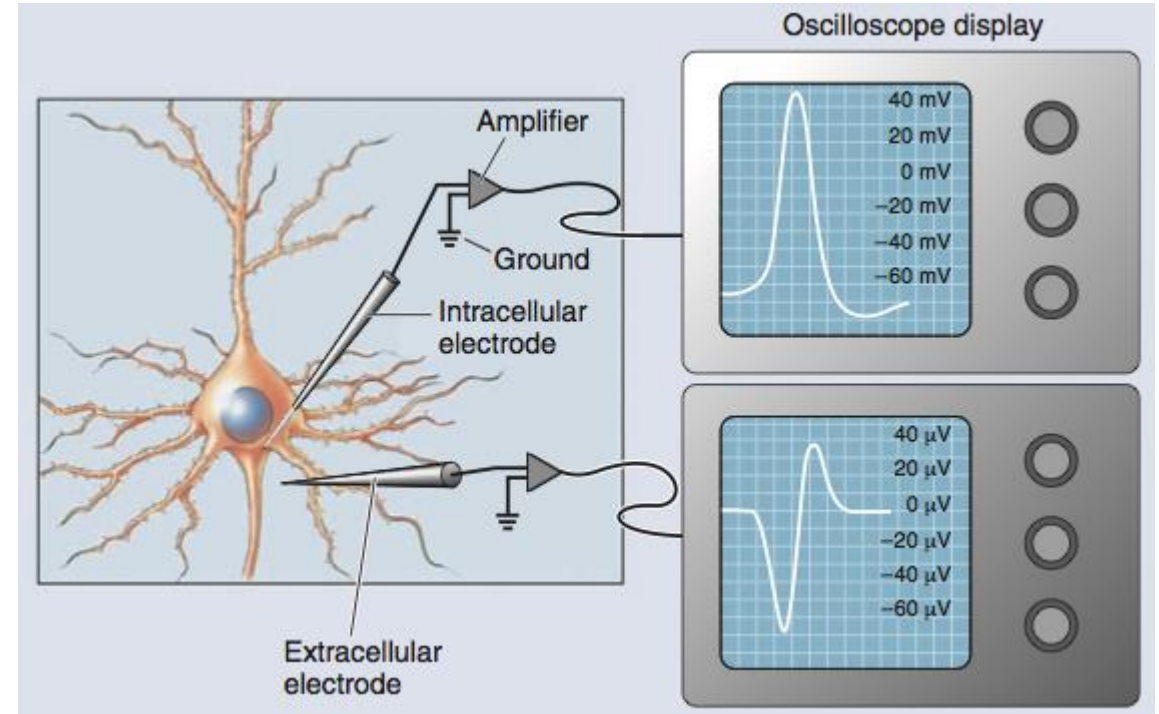 Oscilloscope display
Amplifier
Ground
Intracellular
electrode
40 mV
20 mV
0 mV
–20 mV
–40 mV
–60 mV
40 μV
20 μV
0 μV
–20 μV
–40 μV
–60 μV
Extracellular
electrode